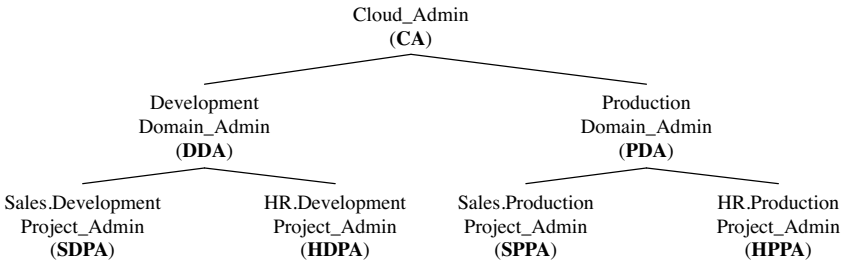 Cloud_Admin
(CA)
Development
Domain_Admin
(DDA)
Production
Domain_Admin
(PDA)
Sales.Development
Project_Admin
(SDPA)
HR.Development
Project_Admin
(HDPA)
Sales.Production
Project_Admin
(SPPA)
HR.Production
Project_Admin
(HPPA)